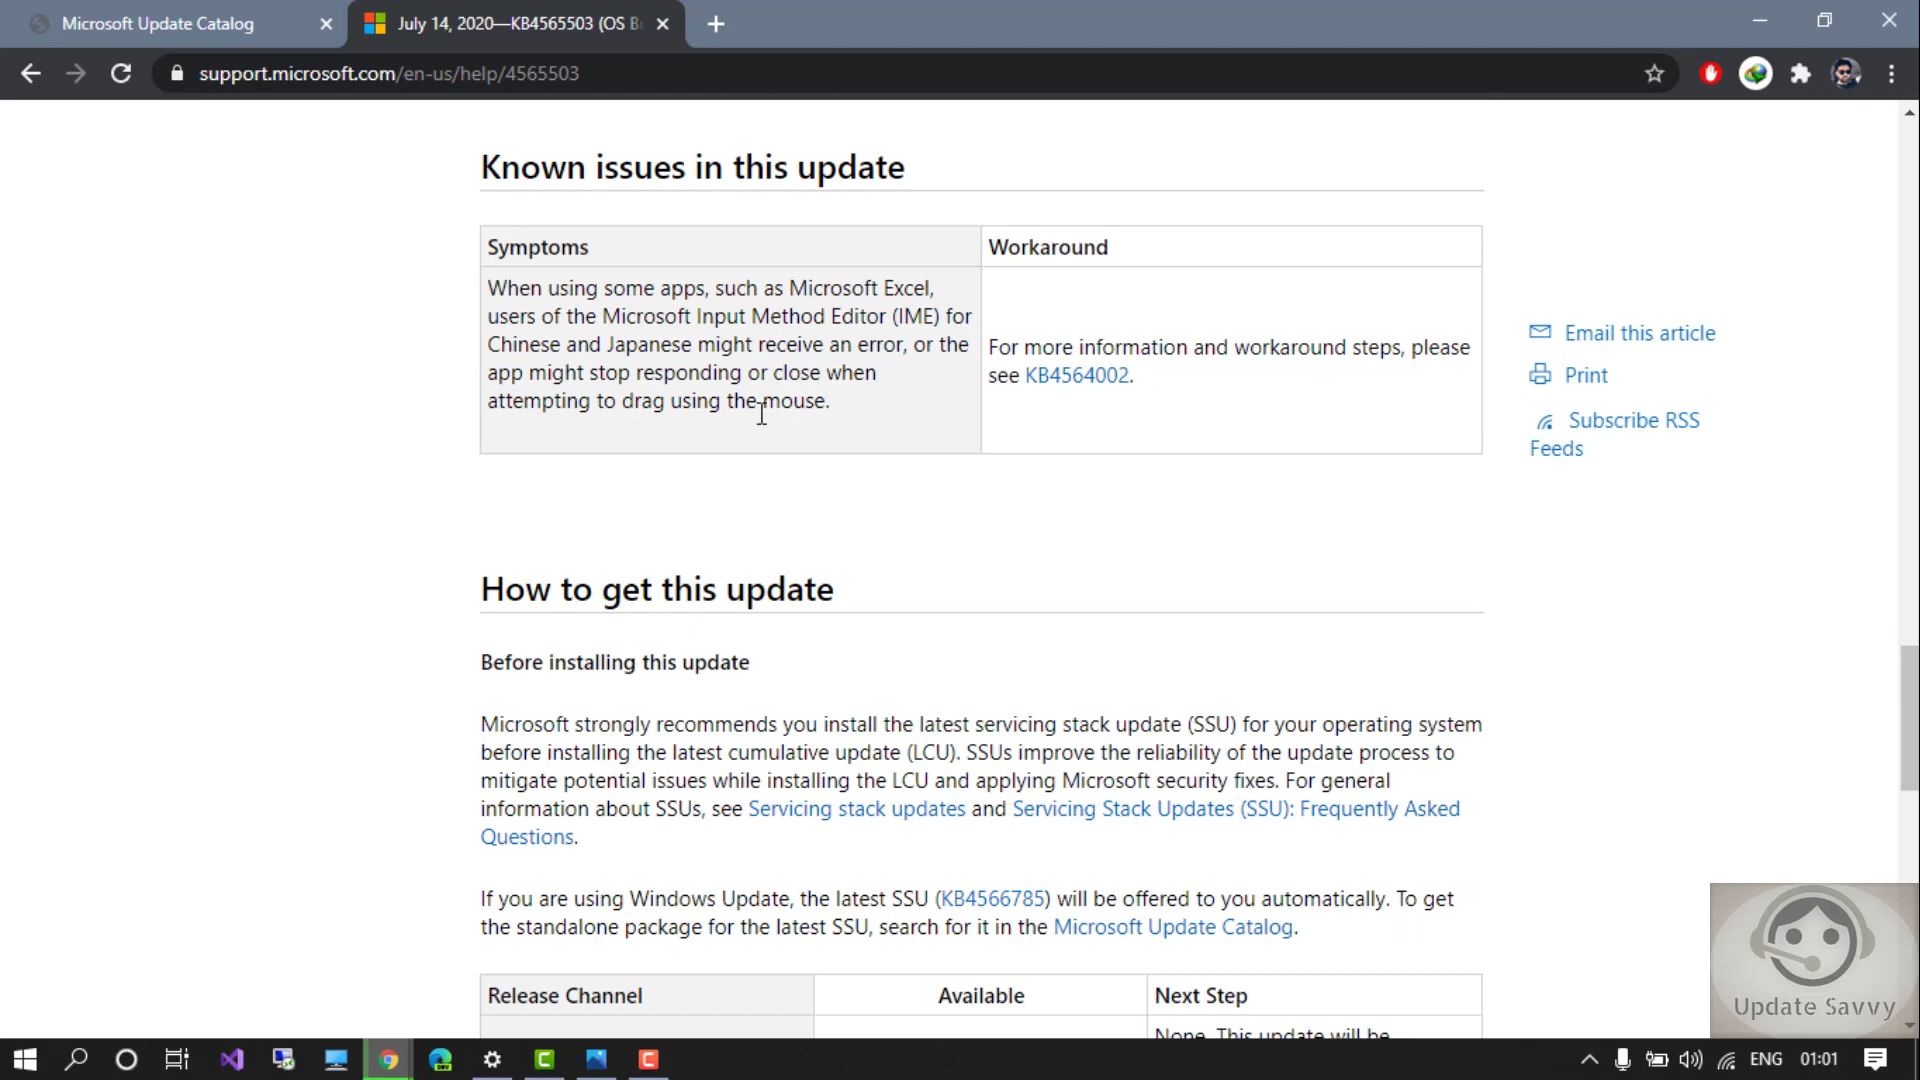 Microsoft Update Catalog
July 14, 2020—KB4565503 (OS B
support.microsoft.com/en-us/help/4565503
Known issues in this update
Symptoms
Workaround
When using some apps, such as Microsoft Excel,
users of the Microsoft Input Method Editor (IME) for
Chinese and Japanese might receive an error, or the
app might stop responding or close when
attempting to drag using the mouse.
For more information and workaround steps, please
see KB4564002.
Email this article
Print
Subscribe RSS
Feeds
How to get this update
Before installing this update
Microsoft strongly recommends you install the latest servicing stack update (SSU) for your operating system
before installing the latest cumulative update (LCU). SSUs improve the reliability of the update process to
mitigate potential issues while installing the LCU and applying Microsoft security fixes. For general
information about SSUs, see Servicing stack updates and Servicing Stack Updates (SSU): Frequently Asked
Questions.
If you are using Windows Update, the latest SSU (KB4566785) will be offered to you automatically. To get
the standalone package for the latest SSU, search for it in the Microsoft Update Catalog.
Release Channel
Available
Next Step
None. This update will be
Update Savvy
ENG
01:01